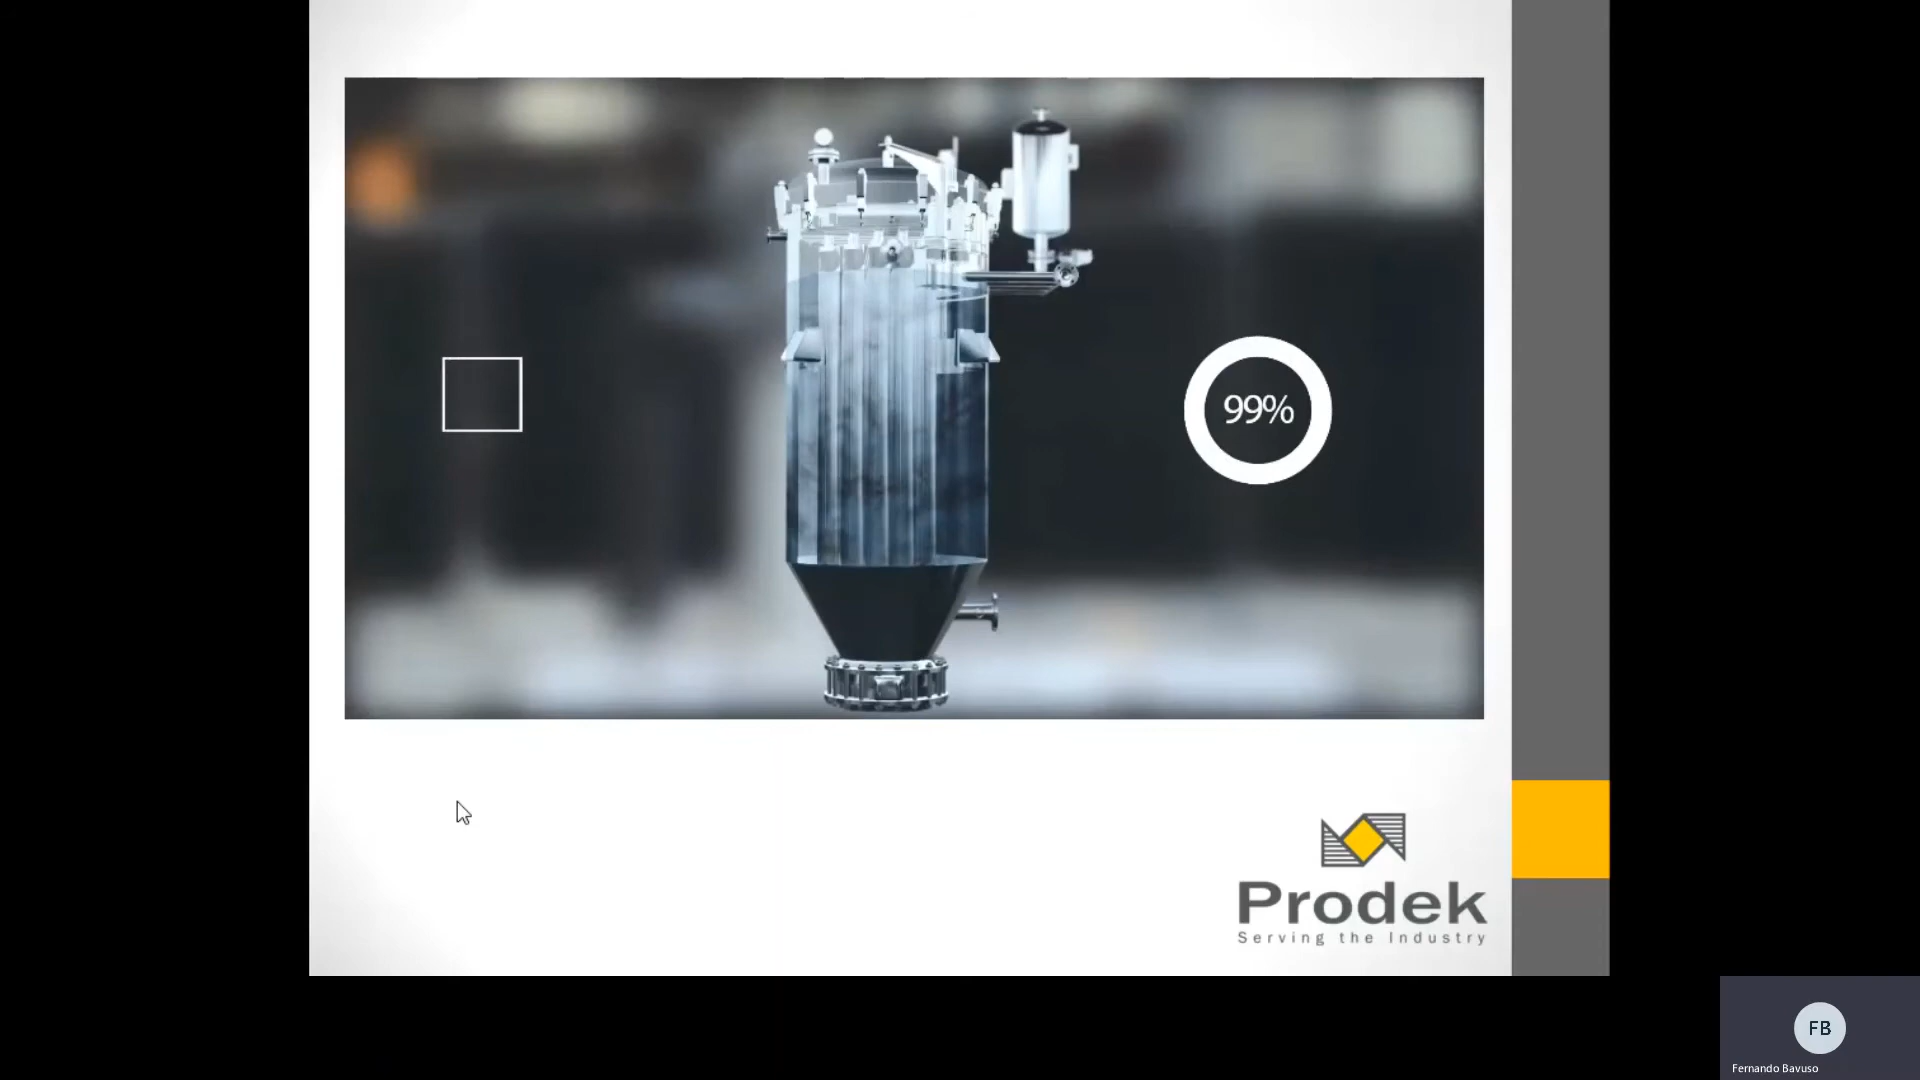 99%
Prodek
Serving the Industry
FB
Fernando Bavuso